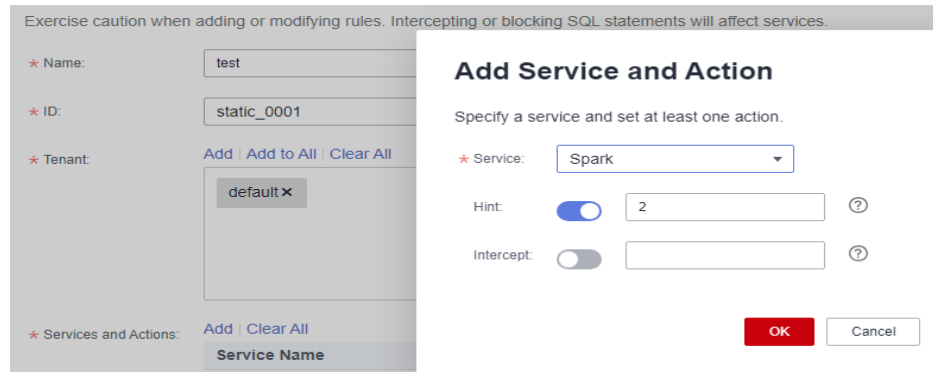 Exercise caution when adding or modifying rules. Intercepting or blocking SQL statements will affect services.
* Name: test
* ID: static_0001
* Tenant: Add | Add to All | Clear All
default ×
* Services and Actions: Add | Clear All
Service Name
Add Service and Action
Specify a service and set at least one action.
* Service: Spark
Hint: 2 ?
Intercept: ?
OK Cancel